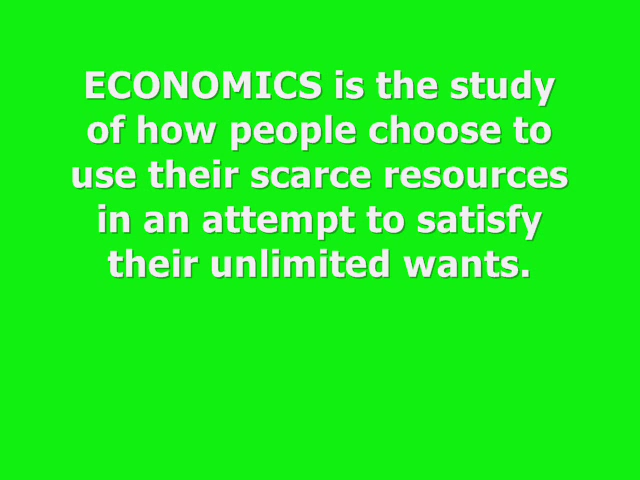 ECONOMICS is the study
of how people choose to
use their scarce resources
in an attempt to satisfy
their unlimited wants.